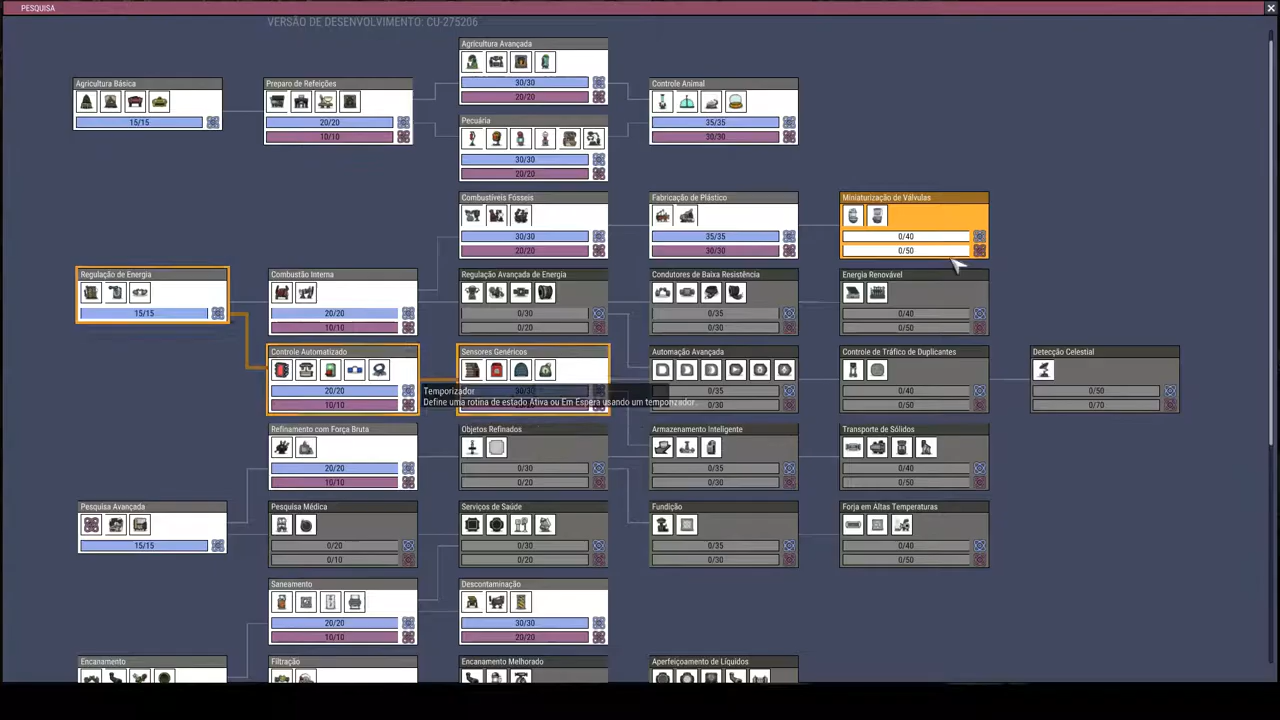 PESQUISA
VERSÃO DE DESENVOLVIMENTO: CU-275206
Agricultura Avançada
30/30
20/20
Agricultura Básica
15/15
Preparo de Refeições
20/20
10/10
Controle Animal
35/35
30/30
Pecuária
30/30
20/20
Combustíveis Fósseis
30/30
20/20
Fabricação de Plástico
35/35
30/30
Miniaturização de Válvulas
0/40
0/50
Regulação de Energia
15/15
Combustão Interna
20/20
10/10
Regulação Avançada de Energia
0/30
0/20
Condutores de Baixa Resistência
0/35
0/30
Energia Renovável
0/40
0/50
Controle Automatizado
20/20
10/10
Sensores Genéricos
Temporizador
Define uma rotina de estado Ativa ou Em Espera usando um temporizador.
Automação Avançada
0/35
0/30
Controle de Tráfico de Duplicantes
0/40
0/50
Detecção Celestial
0/50
0/70
Refinamento com Força Bruta
20/20
10/10
Objetos Refinados
0/30
0/20
Armazenamento Inteligente
0/35
0/30
Transporte de Sólidos
0/40
0/50
Pesquisa Avançada
15/15
Pesquisa Médica
0/20
0/10
Serviços de Saúde
0/30
0/20
Fundição
0/35
0/30
Forja em Altas Temperaturas
0/40
0/50
Saneamento
20/20
10/10
Descontaminação
30/30
20/20
Encanamento
Filtração
Encanamento Melhorado
Aperfeiçoamento de Líquidos